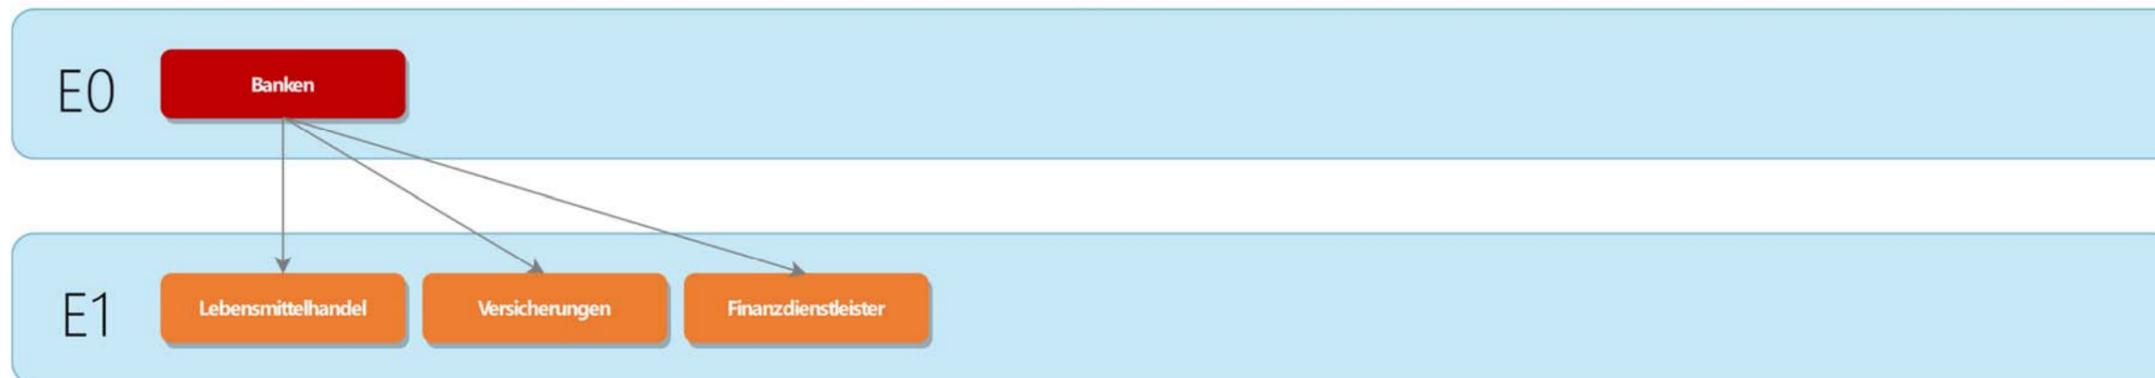 E0
Banken
E1
Lebensmittelhandel
Versicherungen
Finanzdienstleister